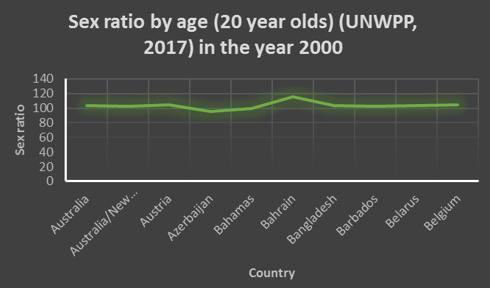 Sex ratio by age (20 year olds) (UNWPP,
2017) in the year 2000
140
120
100
80
60
40
20
0
Sex ratio
Australia
Australia/New...
Austria
Azerbaijan
Bahamas
Bahrain
Bangladesh
Barbados
Belarus
Belgium
Country